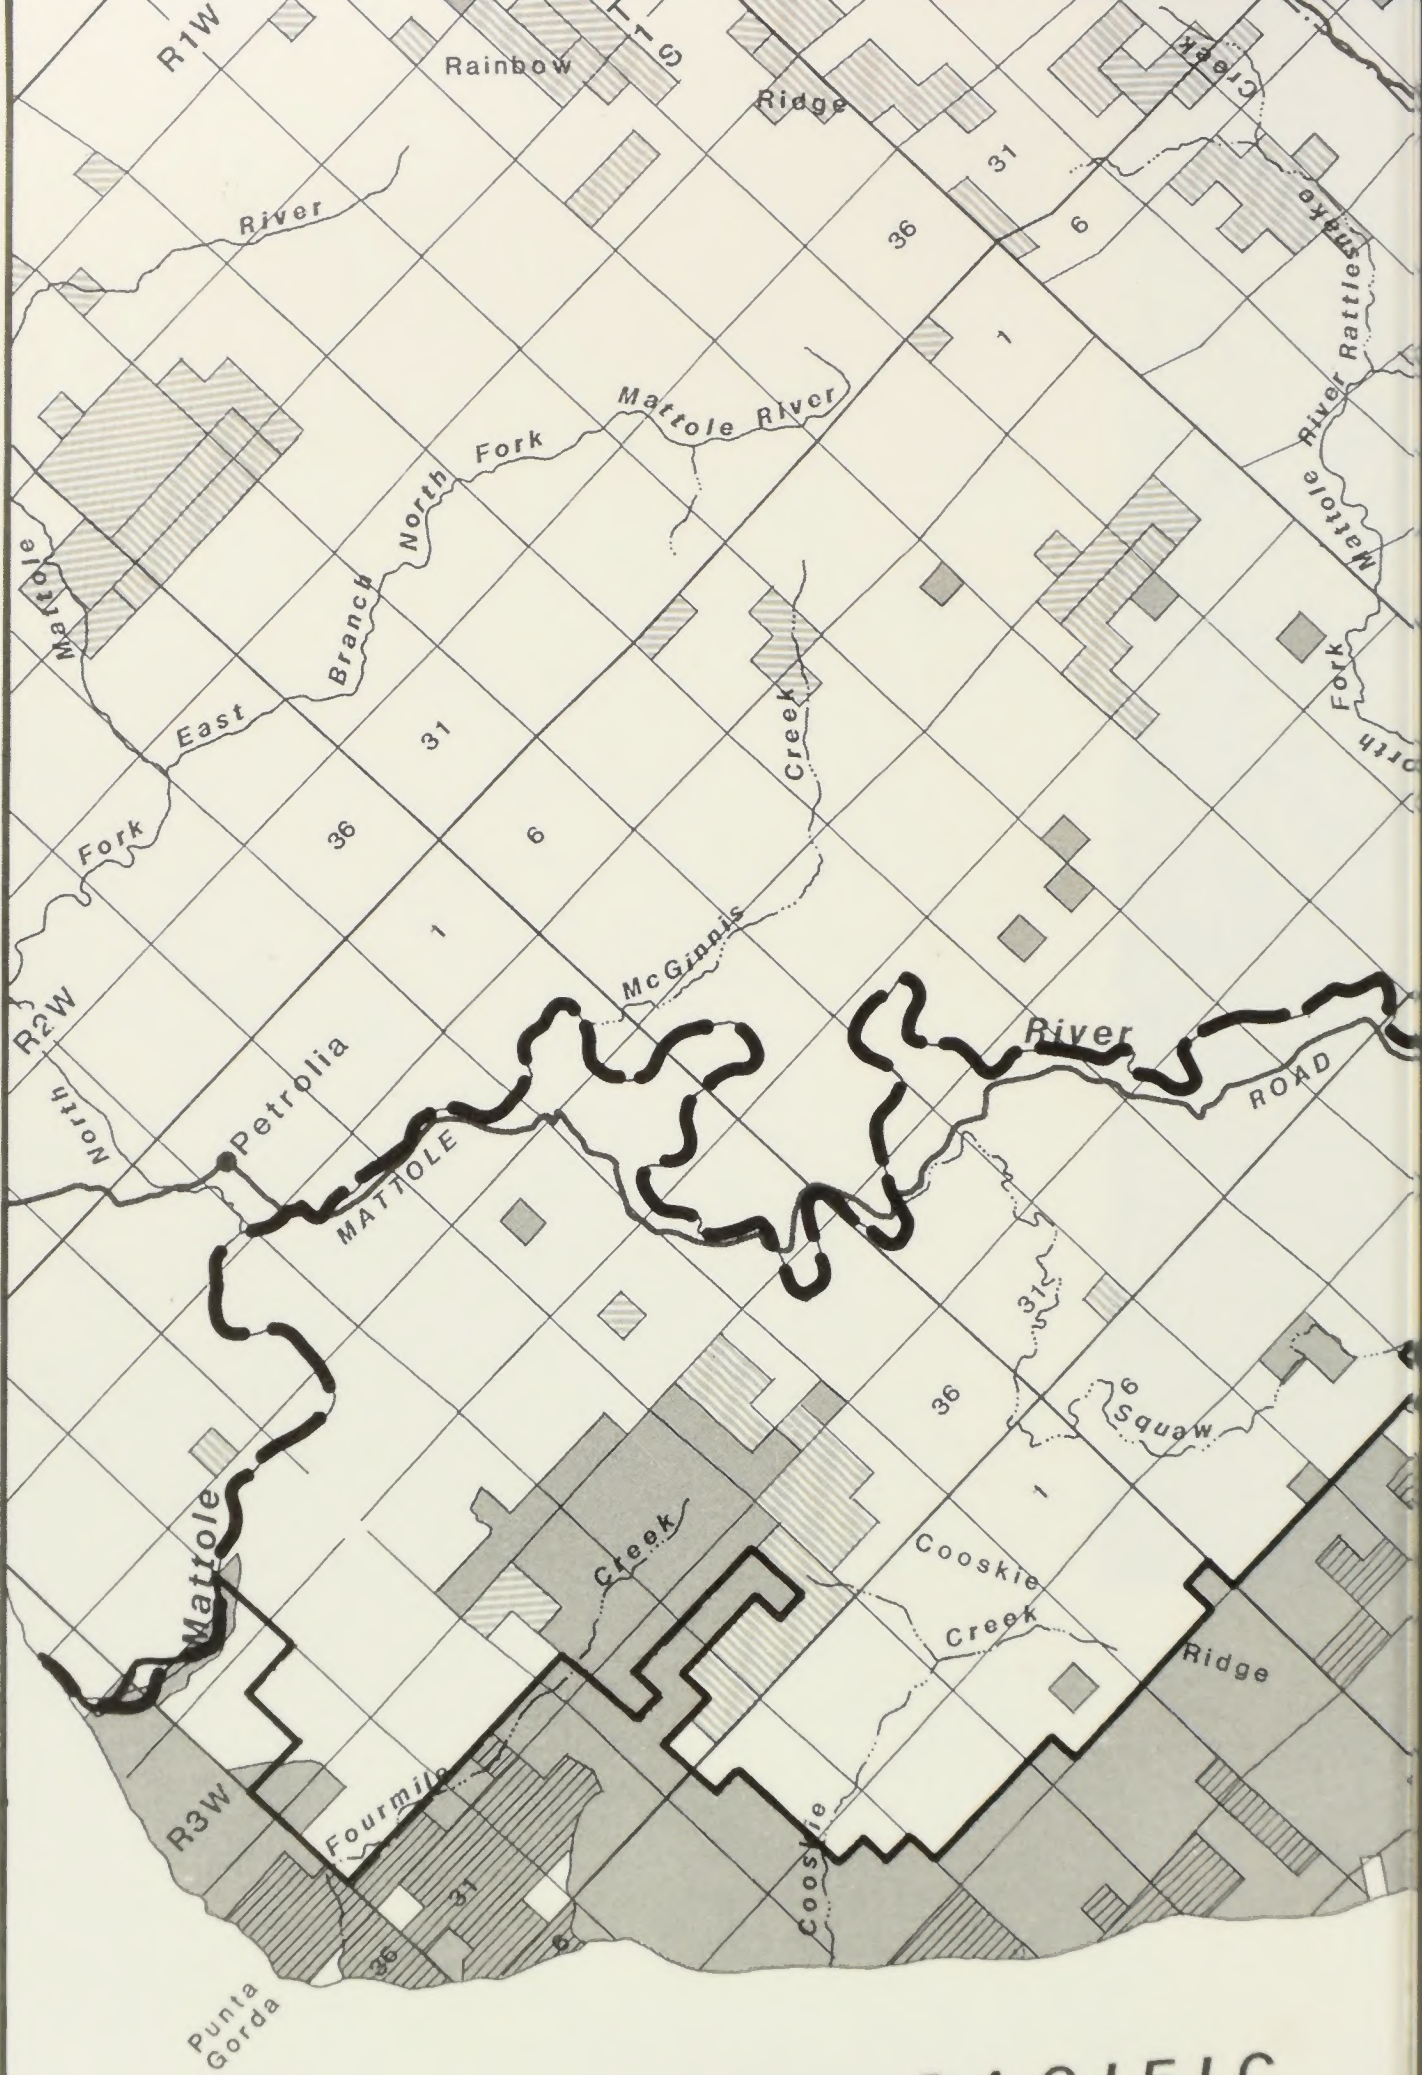 R1W
T1S
Rainbow
Ridge
Creek
31
36
6
1
River
Rattlesnake
Mattole River
East Branch North Fork
Mattole River
Mattole
North Fork
Creek
McGinnis
31
36
6
1
Fork
R2W
North
Petrolia
MATTOLE
River
ROAD
31
36
6
1
Squaw
Mattole
Creek
Cooskie
Creek
Ridge
Fourmile
R3W
Cooskie
31
36
6
Punta
Gorda
PACIFIC